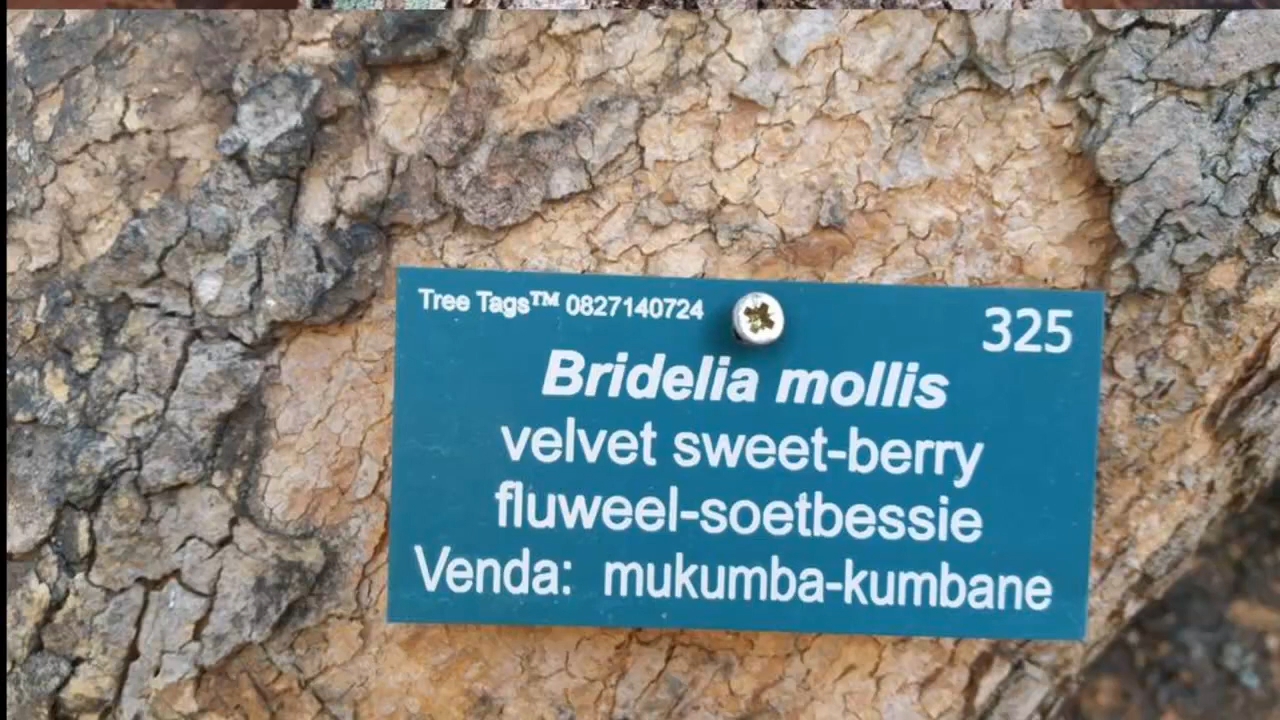 Tree Tags™ 0827140724
325
Bridelia mollis
velvet sweet-berry
fluweel-soetbessie
Venda: mukumba-kumbane